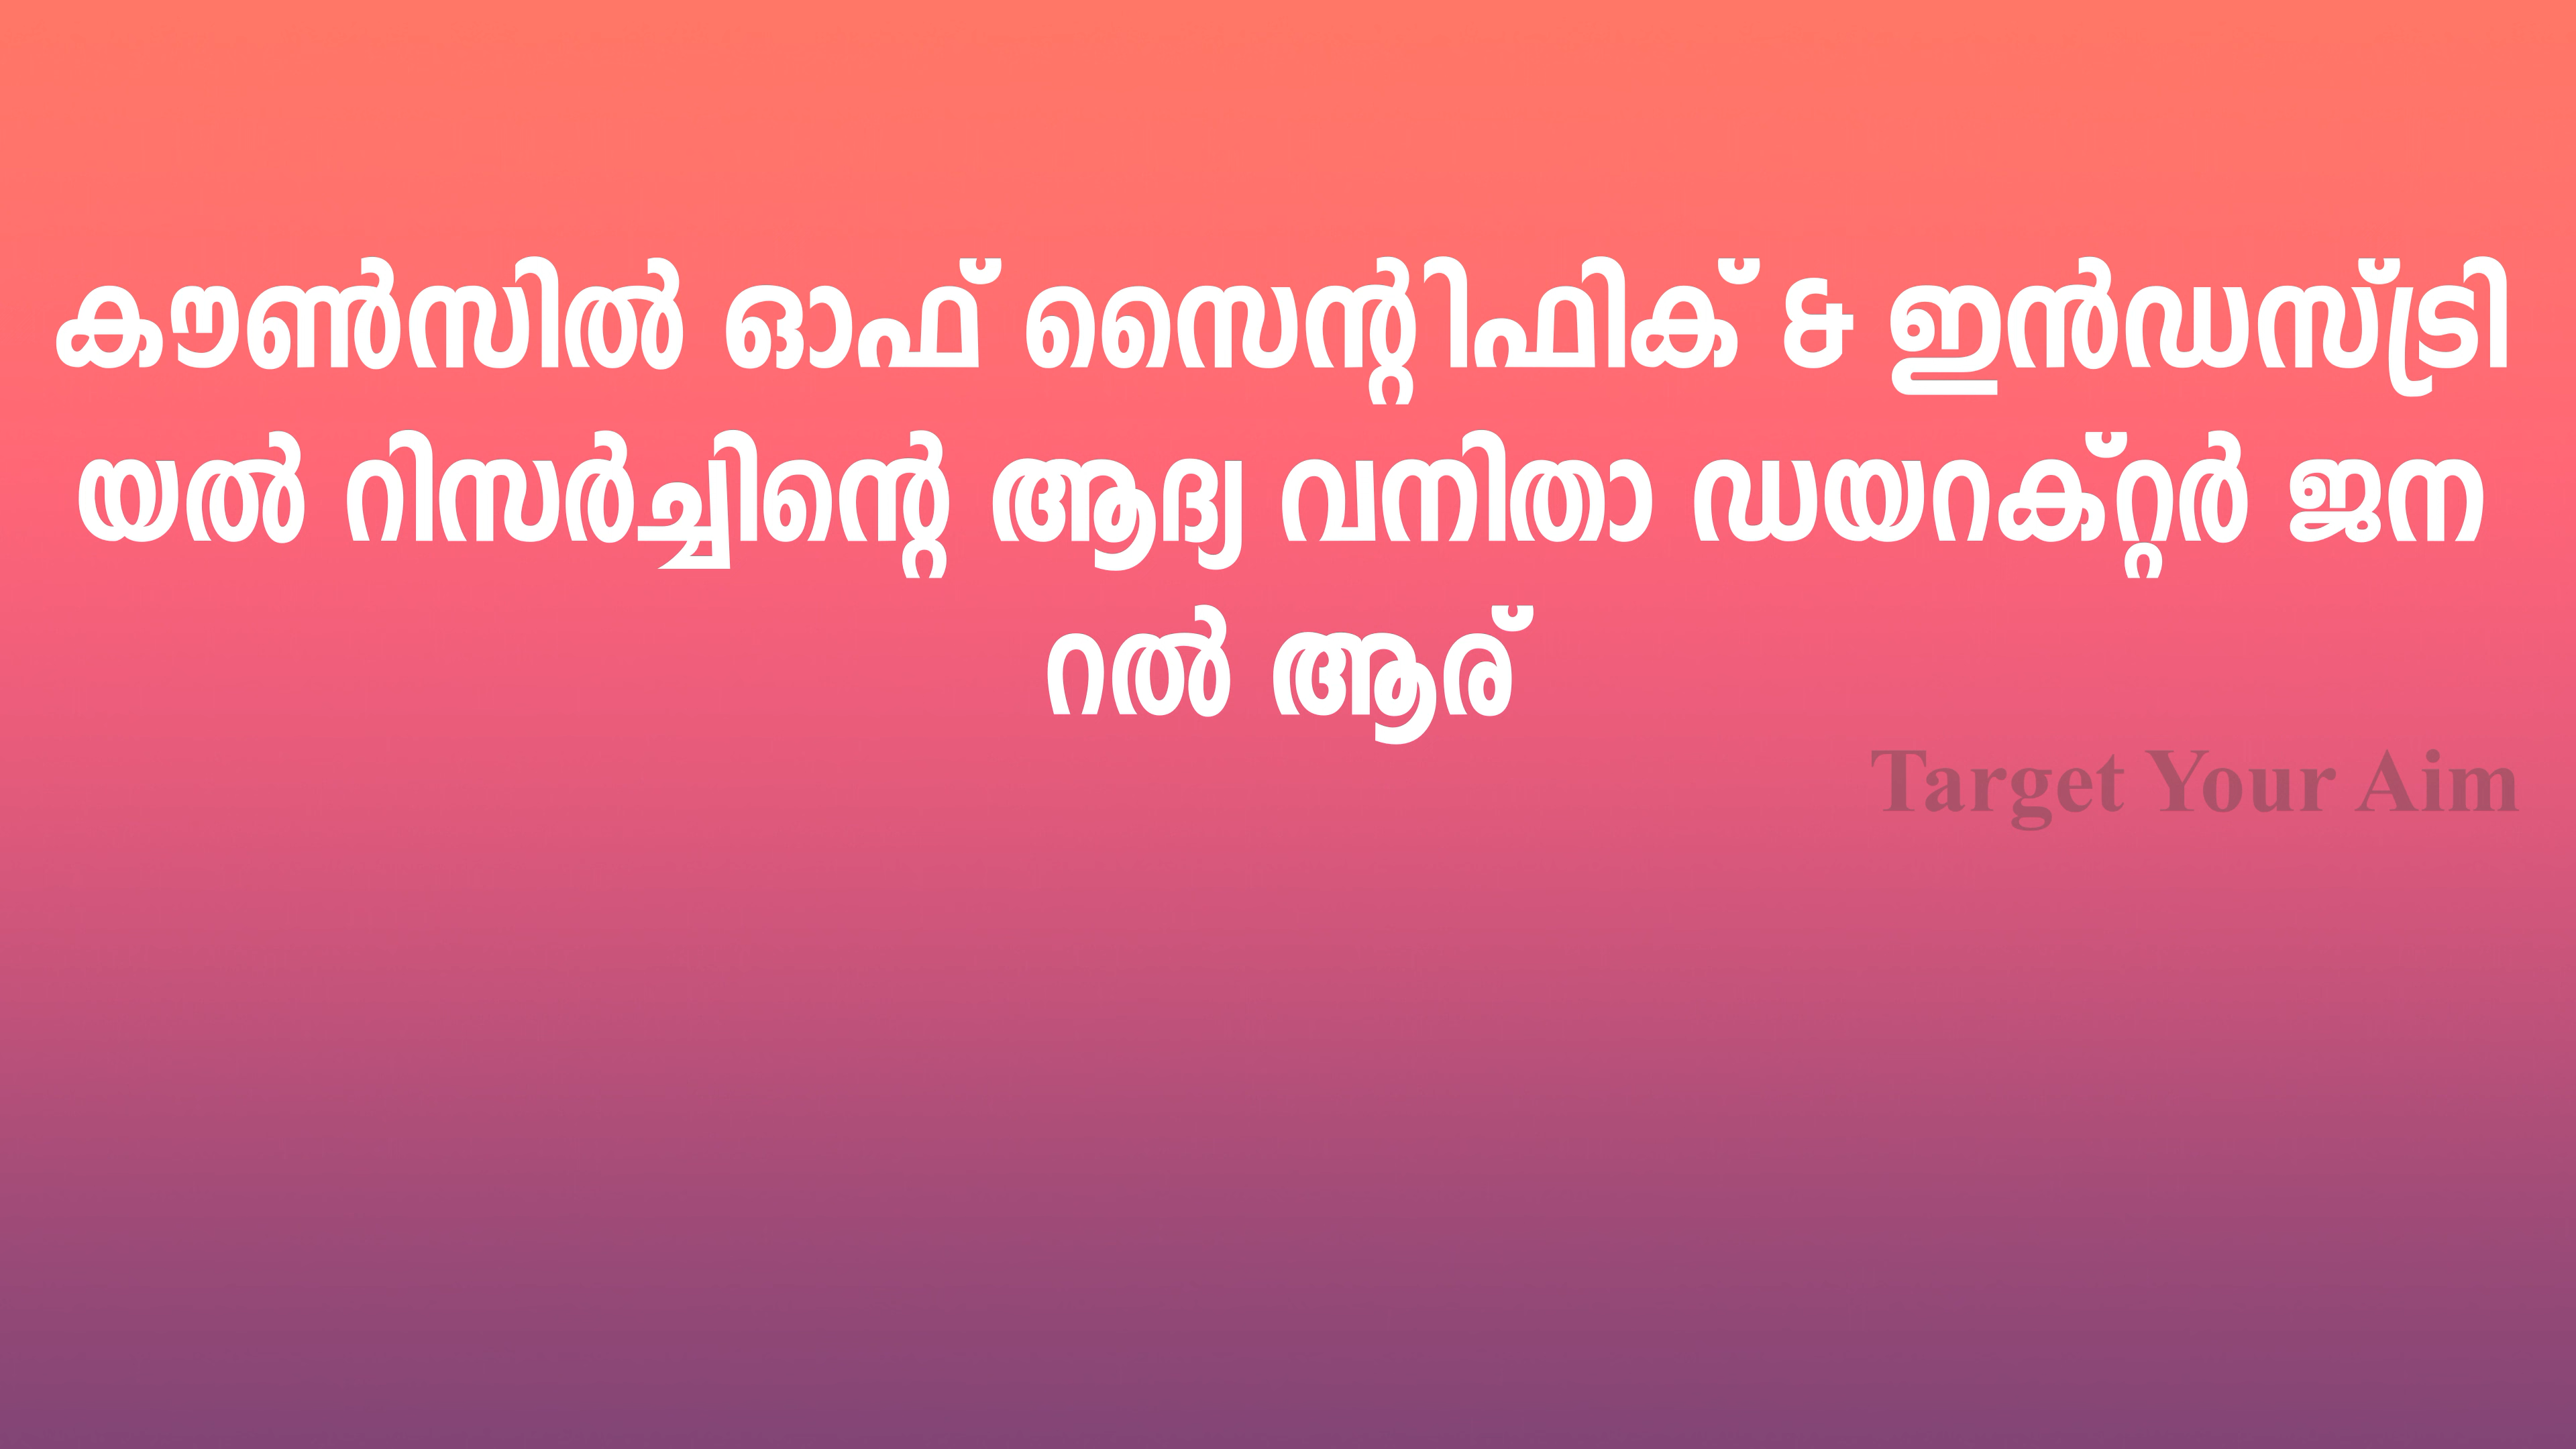 കൗൺസിൽ ഓഫ് സൈന്റിഫിക് & ഇൻഡസ്ട്രി
യൽ റിസർച്ചിന്റെ ആദ്യ വനിതാ ഡയറക്റ്റർ ജന
റൽ ആര്
Target Your Aim